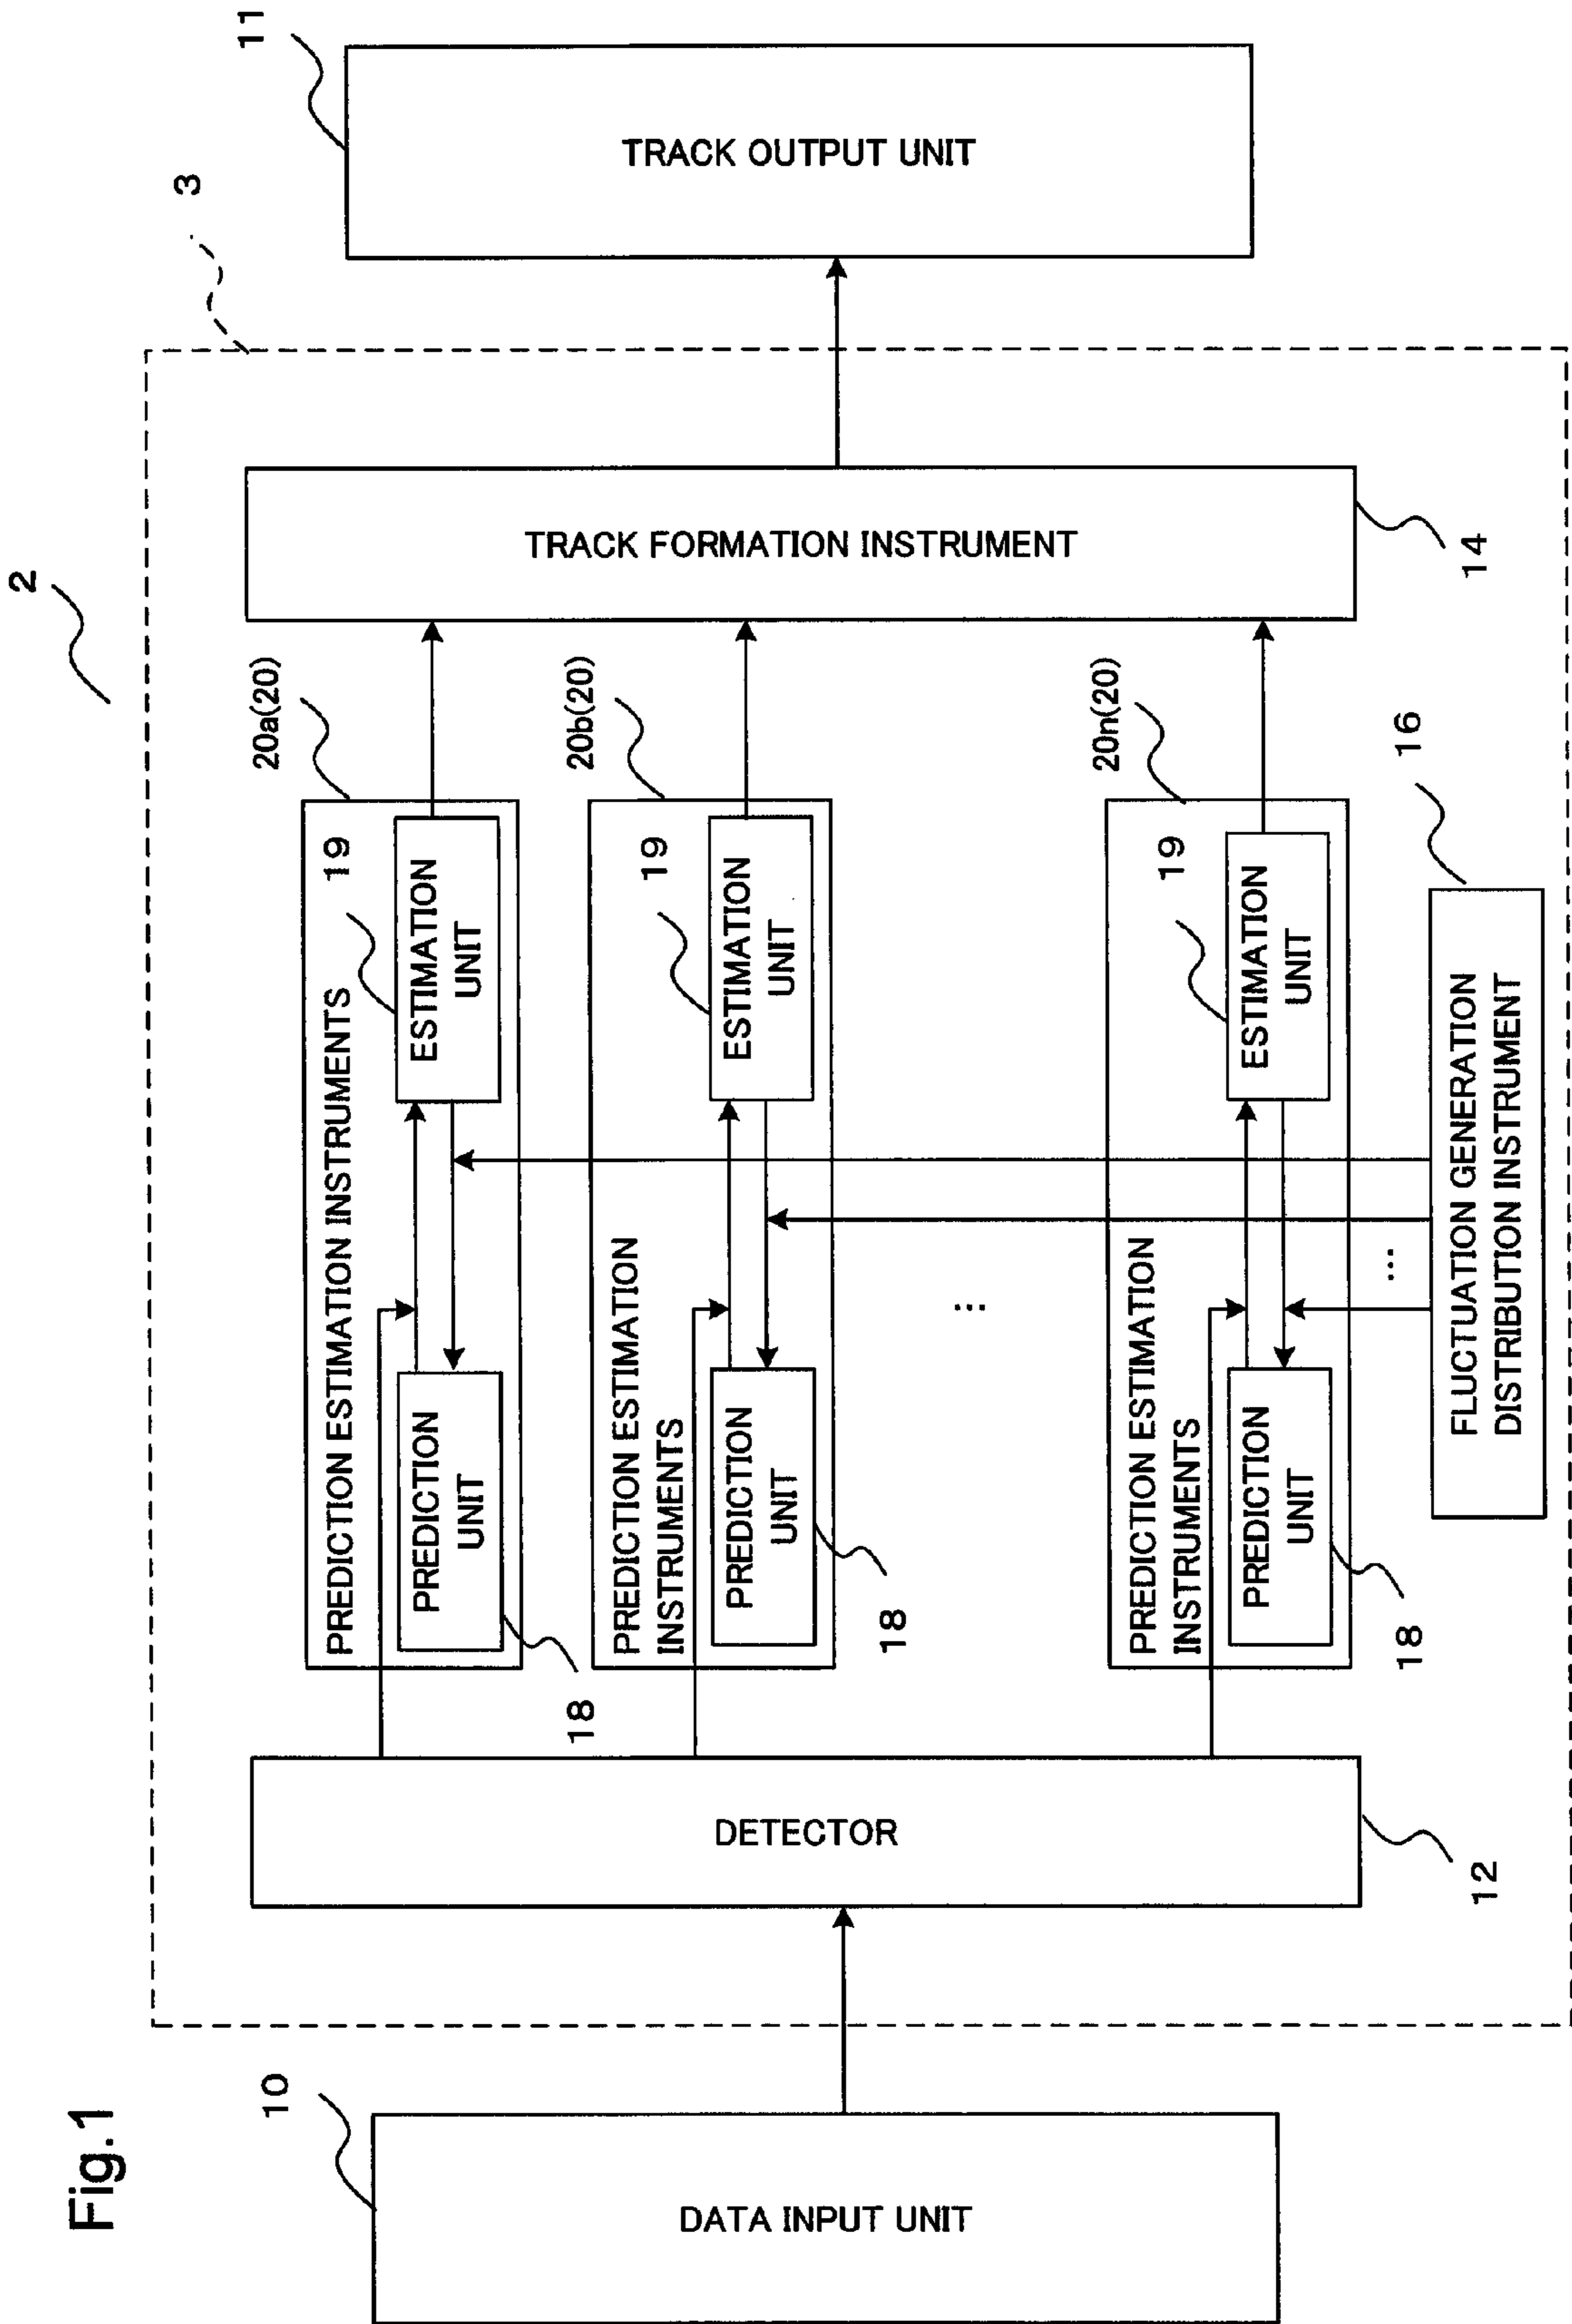 Fig.1
2
3
10
DATA INPUT UNIT
12
DETECTOR
20a(20)
PREDICTION ESTIMATION INSTRUMENTS
18
PREDICTION
UNIT
19
ESTIMATION
UNIT
20b(20)
PREDICTION ESTIMATION
INSTRUMENTS
18
PREDICTION
UNIT
19
ESTIMATION
UNIT
...
20n(20)
PREDICTION ESTIMATION
INSTRUMENTS
18
PREDICTION
UNIT
19
ESTIMATION
UNIT
...
16
FLUCTUATION GENERATION
DISTRIBUTION INSTRUMENT
14
TRACK FORMATION INSTRUMENT
11
TRACK OUTPUT UNIT